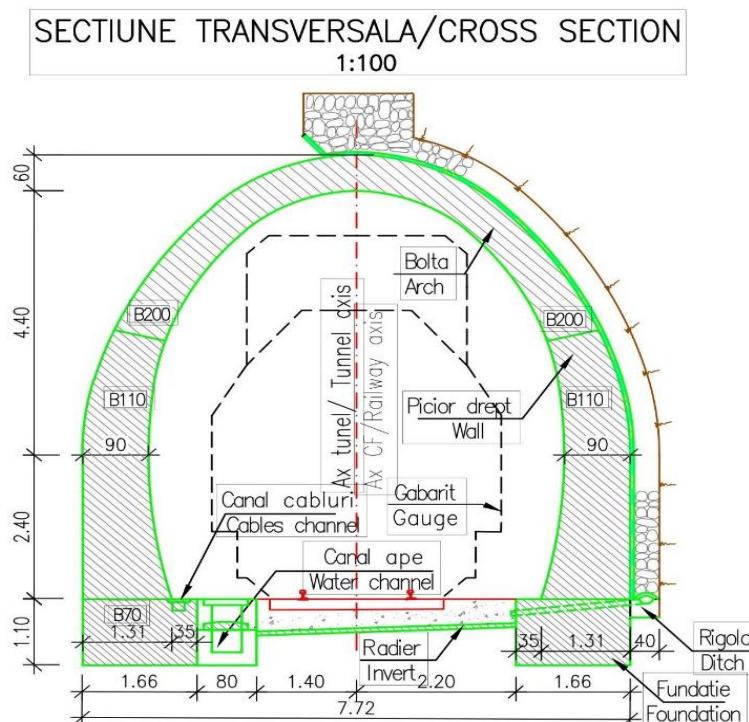 SECTIUNE TRANSVERSALA/CROSS SECTION
1:100
60
4.40
2.40
1.10
Bolta
Arch
B200
B200
B110
B110
Ax tunel/ Tunnel axis
Ax CF/Railway axis
Picior drept
Wall
90
90
Canal cabluri
Cables channel
Gabarit
Gauge
Canal ape
Water channel
B70
1.31
35
Radier
Invert
35
1.31
40
Rigola
Ditch
1.66
80
1.40
2.20
1.66
Fundatie
Foundation
7.72